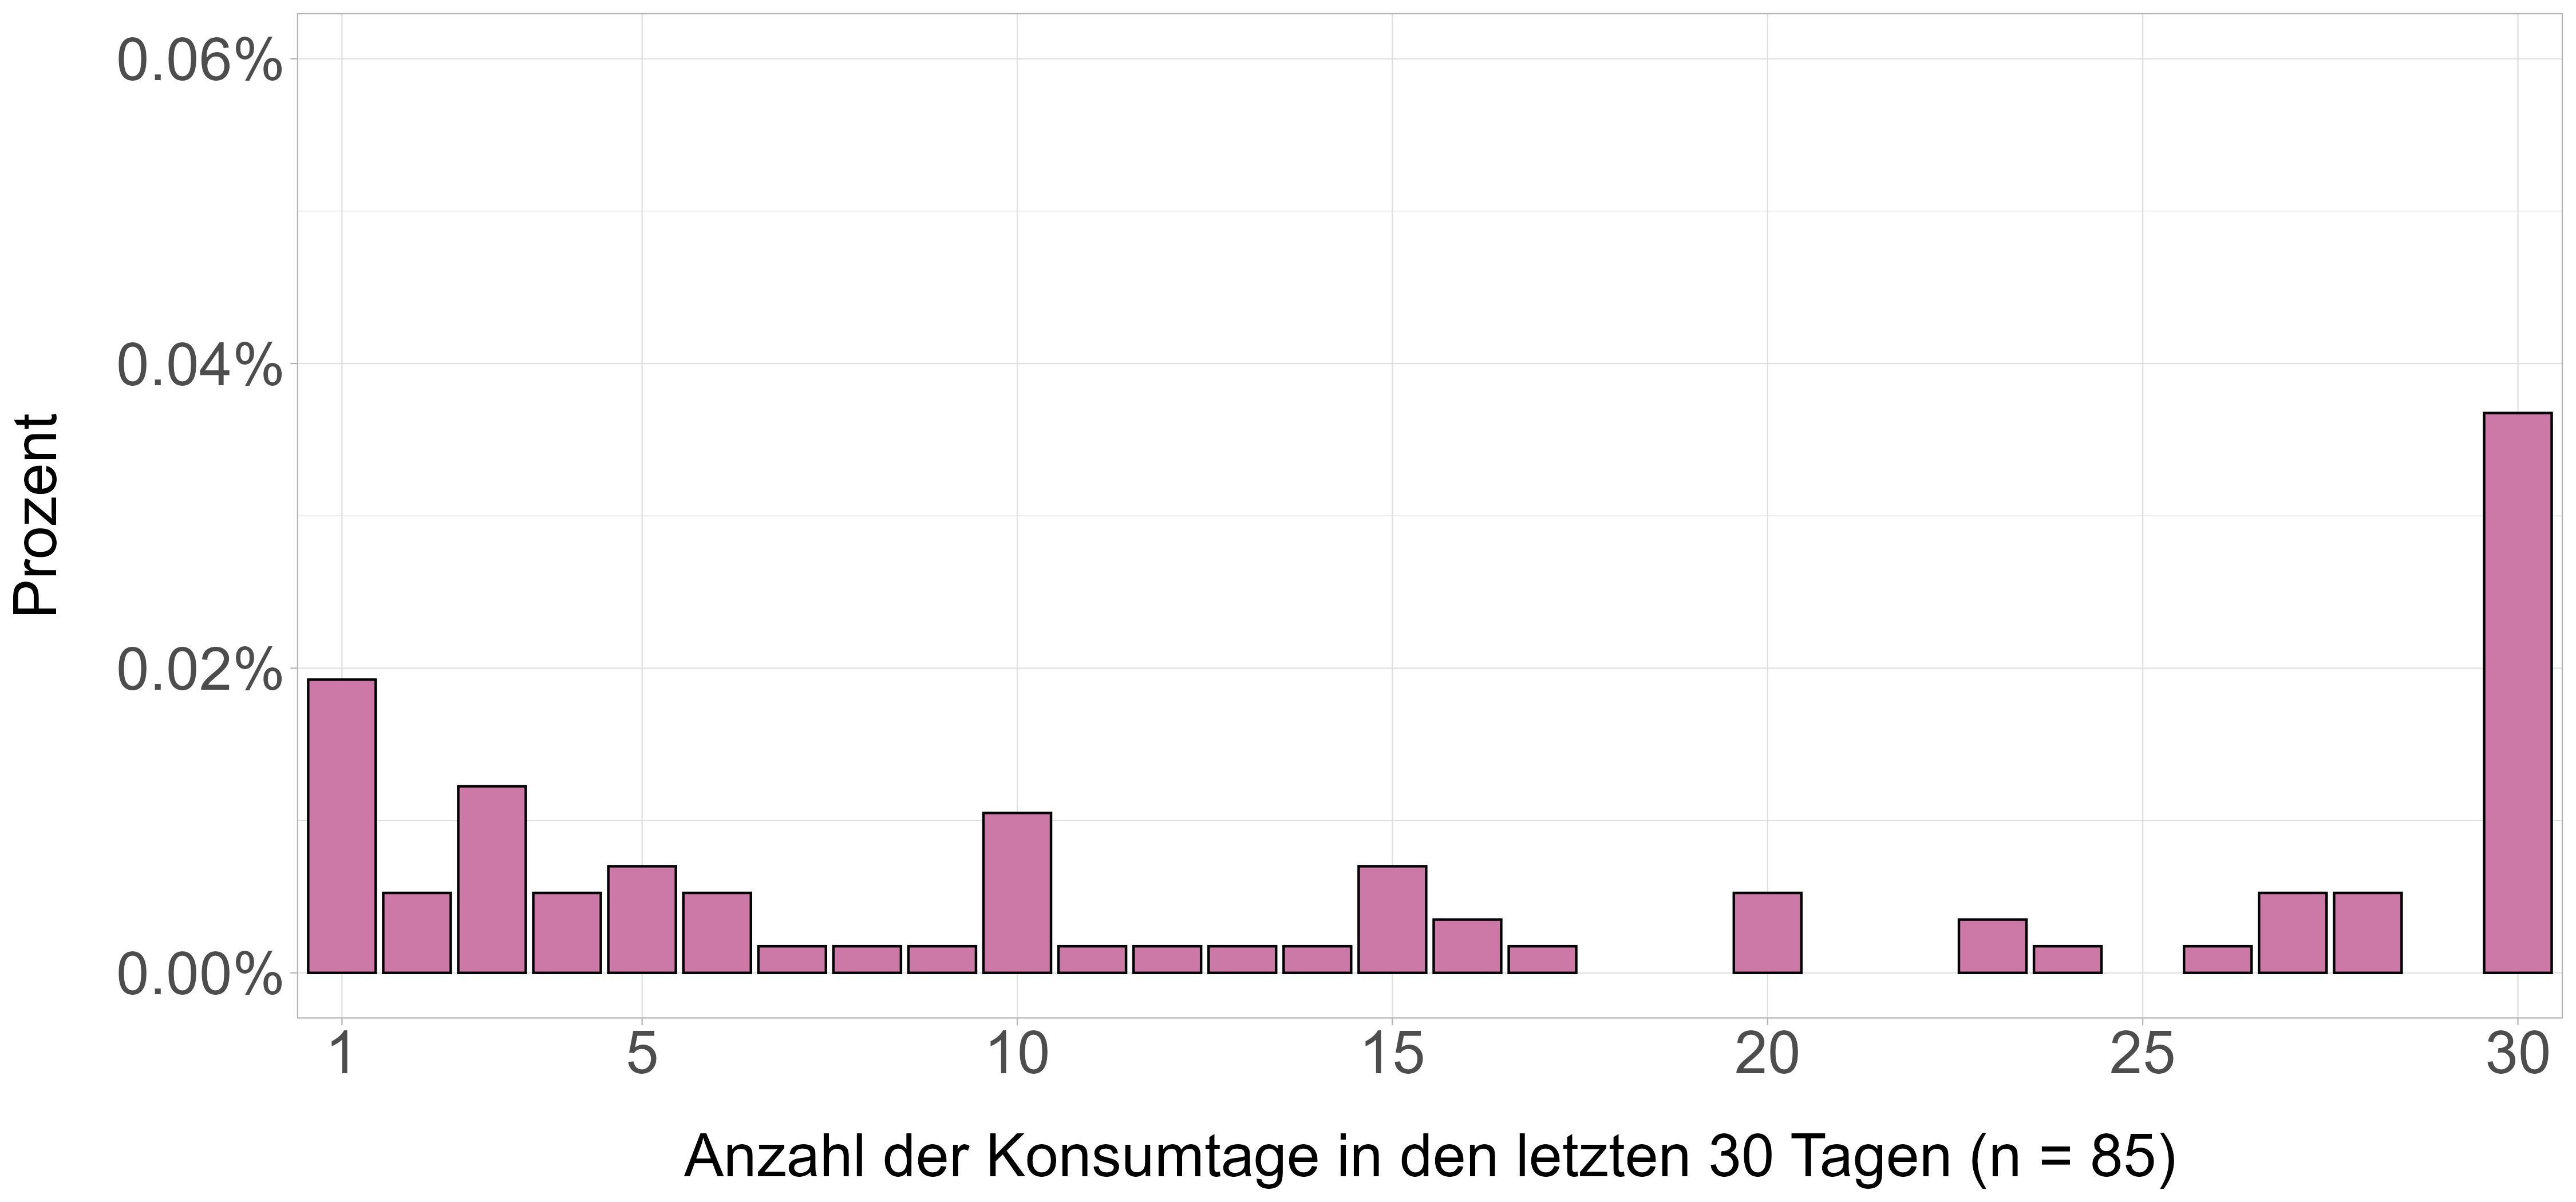 0.06%
0.04%
0.02%
0.00%
Prozent
1 5 10 15 20 25 30
Anzahl der Konsumtage in den letzten 30 Tagen (n = 85)